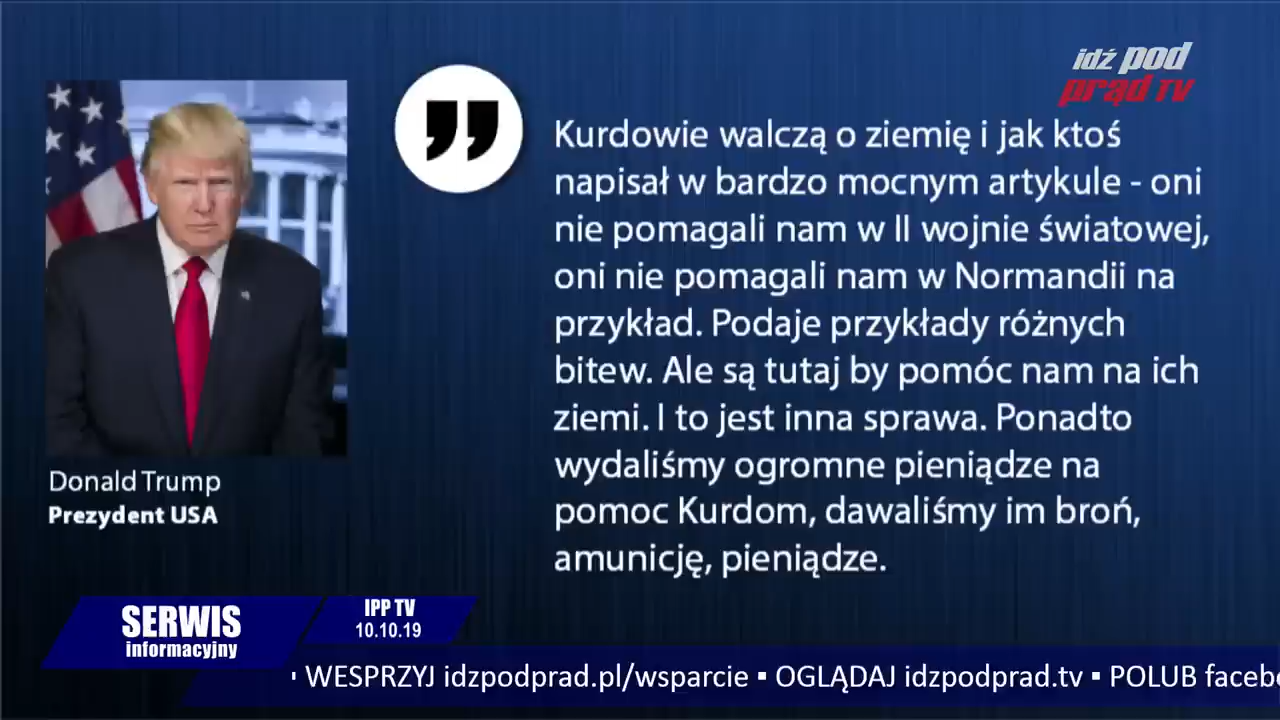 idź pod
prąd TV
Kurdowie walczą o ziemię i jak ktoś
napisał w bardzo mocnym artykule - oni
nie pomagali nam w II wojnie światowej,
oni nie pomagali nam w Normandii na
przykład. Podaje przykłady różnych
bitew. Ale są tutaj by pomóc nam na ich
ziemi. I to jest inna sprawa. Ponadto
wydaliśmy ogromne pieniądze na
pomoc Kurdom, dawaliśmy im broń,
amunicję, pieniądze.
Donald Trump
Prezydent USA
SERWIS
informacyjny
IPP TV
10.10.19
▪ WESPRZYJ idzpodprad.pl/wsparcie ▪ OGLĄDAJ idzpodprad.tv ▪ POLUB facebo